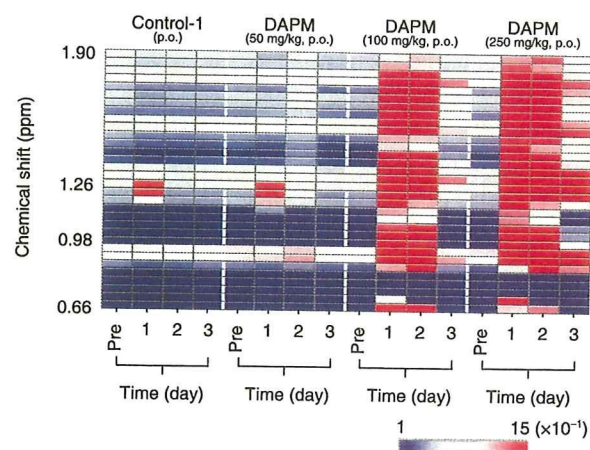 Control-1 DAPM DAPM DAPM
(p.o.) (50 mg/kg, p.o.) (100 mg/kg, p.o.) (250 mg/kg, p.o.)
Chemical shift (ppm)
1.90
1.26
0.98
0.66
Pre 1 2 3 Pre 1 2 3 Pre 1 2 3 Pre 1 2 3
Time (day) Time (day) Time (day) Time (day)
1 15 (×10⁻¹)